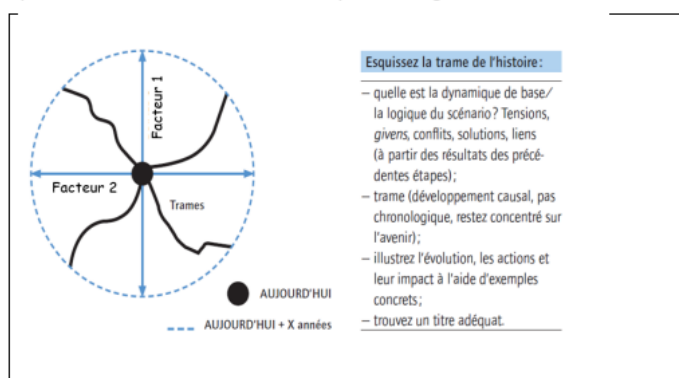 Facteur 1
Facteur 2
Trames
AUJOURD'HUI
AUJOURD'HUI + X années
Esquissez la trame de l'histoire :
– quelle est la dynamique de base/
la logique du scénario ? Tensions,
givens, conflits, solutions, liens
(à partir des résultats des précé-
dentes étapes) ;
– trame (développement causal, pas
chronologique, restez concentré sur
l'avenir) ;
– illustrez l'évolution, les actions et
leur impact à l'aide d'exemples
concrets ;
– trouvez un titre adéquat.